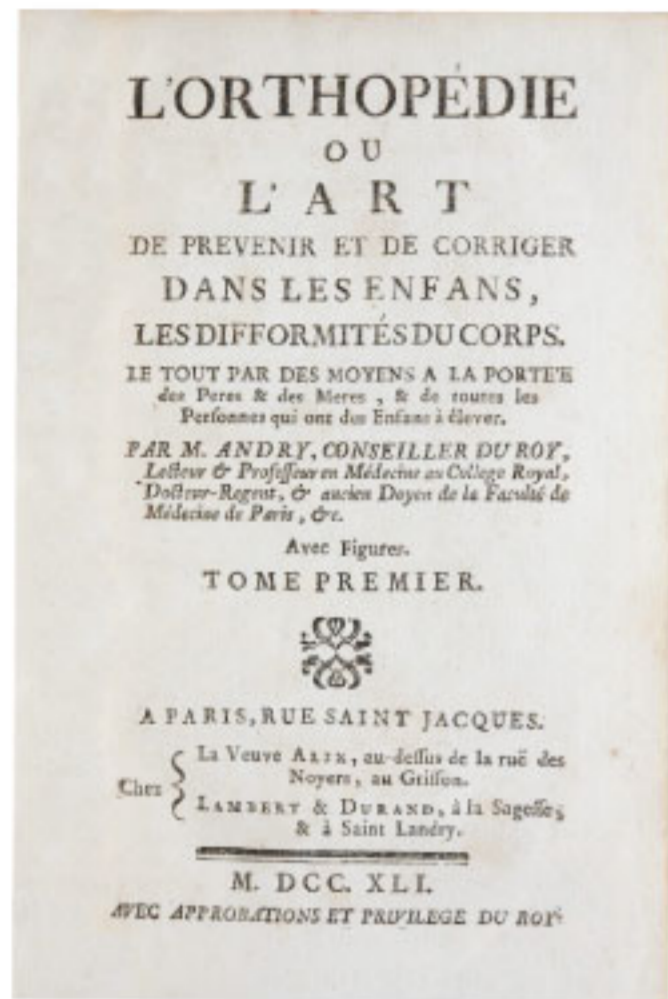 L'ORTHOPÉDIE
OU
L'ART
DE PREVENIR ET DE CORRIGER
DANS LES ENFANS,
LES DIFFORMITÉS DU CORPS.
LE TOUT PAR DES MOYENS A LA PORTE'E
des Peres & des Meres, & de toutes les
Personnes qui ont des Enfans à élever.
PAR M. ANDRY, CONSEILLER DU ROY,
Lecteur & Professeur en Médecine au College Royal,
Docteur-Regent, & ancien Doyen de la Faculté de
Médecine de Paris, &c.
Avec Figures.
TOME PREMIER.
A PARIS, RUE SAINT JACQUES.
Chez
La Veuve ALIX, au-dessus de la ruë des
Noyers, au Griffon.
LAMBERT & DURAND, à la Sagesse,
& à Saint Landry.
M. DCC. XLI.
AVEC APPROBATIONS ET PRIVILEGE DU ROY.